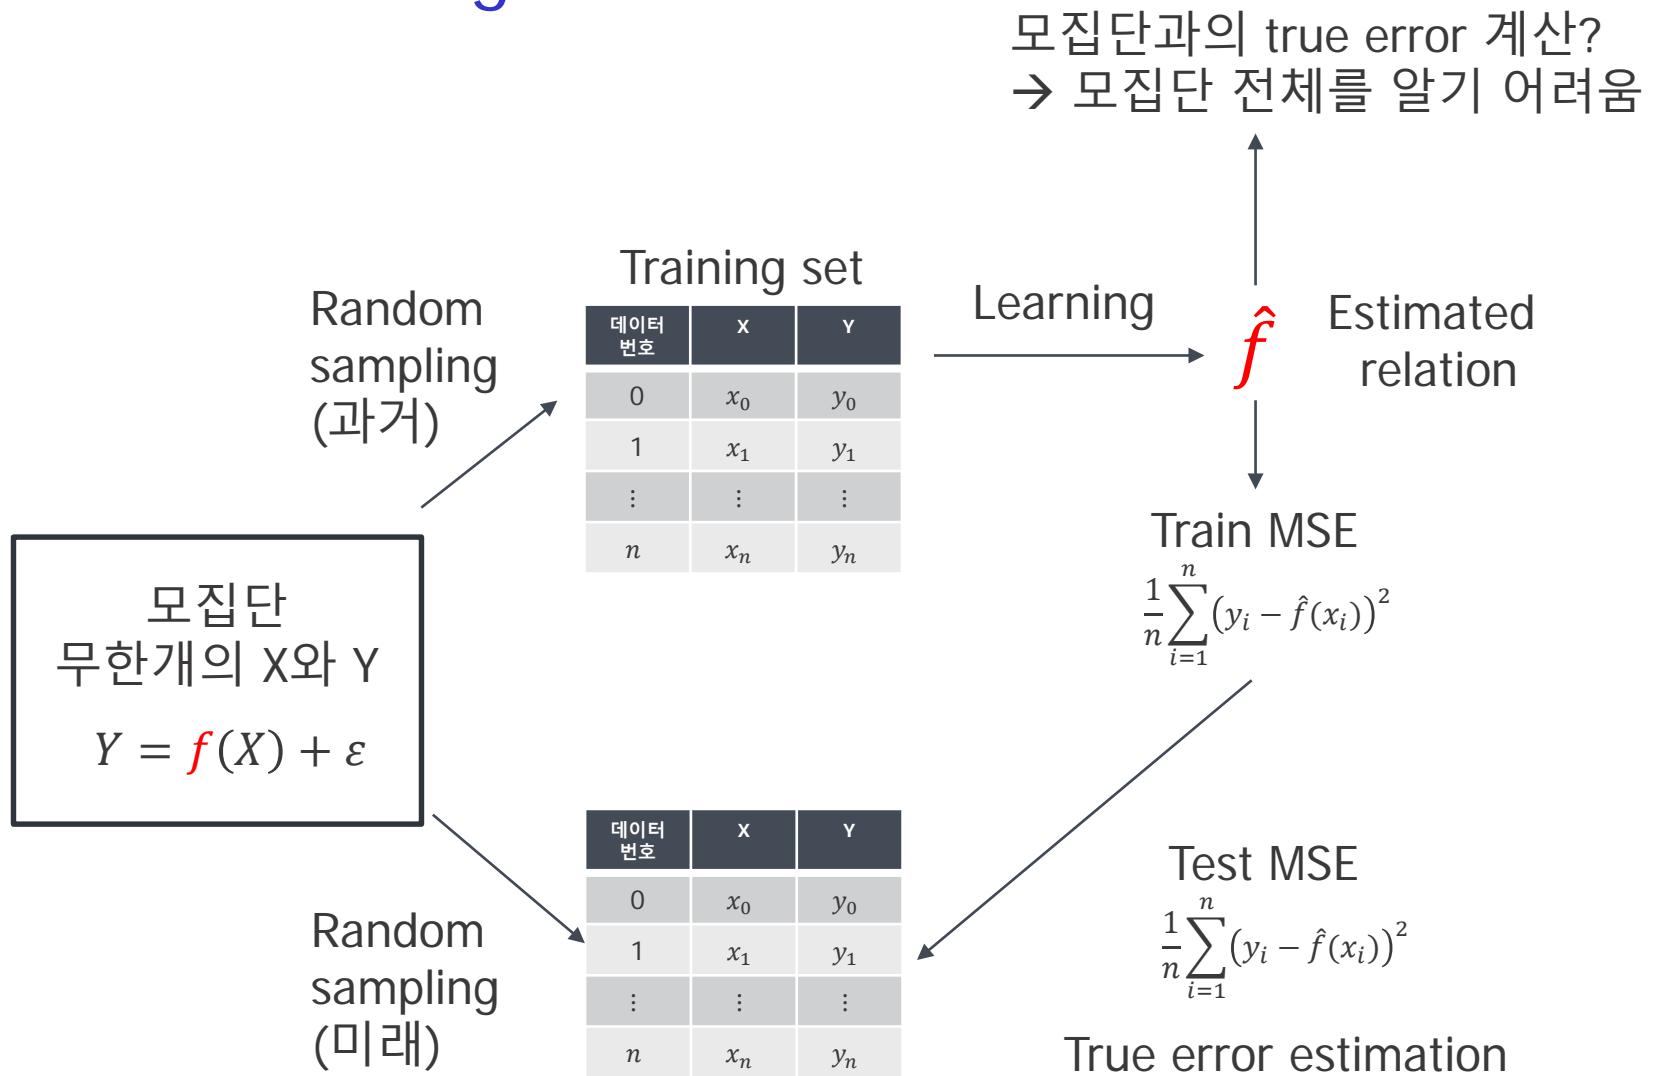 모집단과의 true error 계산?
→ 모집단 전체를 알기 어려움
Training set
Random
sampling
(과거)
데이터 번호 X Y
0 x₀ y₀
1 x₁ y₁
⋮ ⋮ ⋮
n xₙ yₙ
Learning
f̂
Estimated
relation
Train MSE
1/n ∑ᵢ₌₁ⁿ (yᵢ − f̂(xᵢ))²
모집단
무한개의 X와 Y
Y = f(X) + ε
Random
sampling
(미래)
데이터 번호 X Y
0 x₀ y₀
1 x₁ y₁
⋮ ⋮ ⋮
n xₙ yₙ
Test MSE
1/n ∑ᵢ₌₁ⁿ (yᵢ − f̂(xᵢ))²
True error estimation